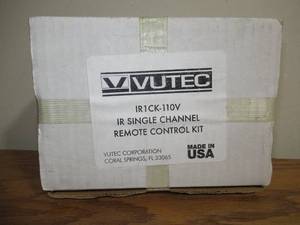 VUTEC
IR1CK-110V
IR SINGLE CHANNEL
REMOTE CONTROL KIT
VUTEC CORPORATION
CORAL SPRINGS, FL 33065
MADE IN
USA